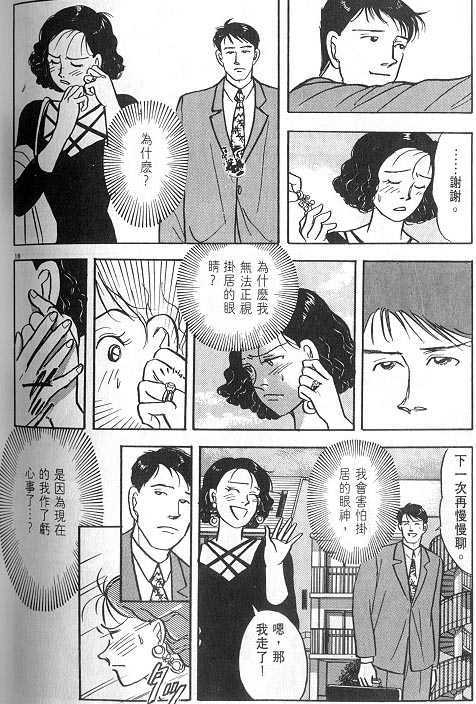 ……謝謝。
為什麼?
為什麼我
無法正視
掛居的眼
睛?
下一次再慢慢聊。
我會害怕掛
居的眼神,
嗯,那
我走了!
是因為現在
的我作了虧
心事了…?